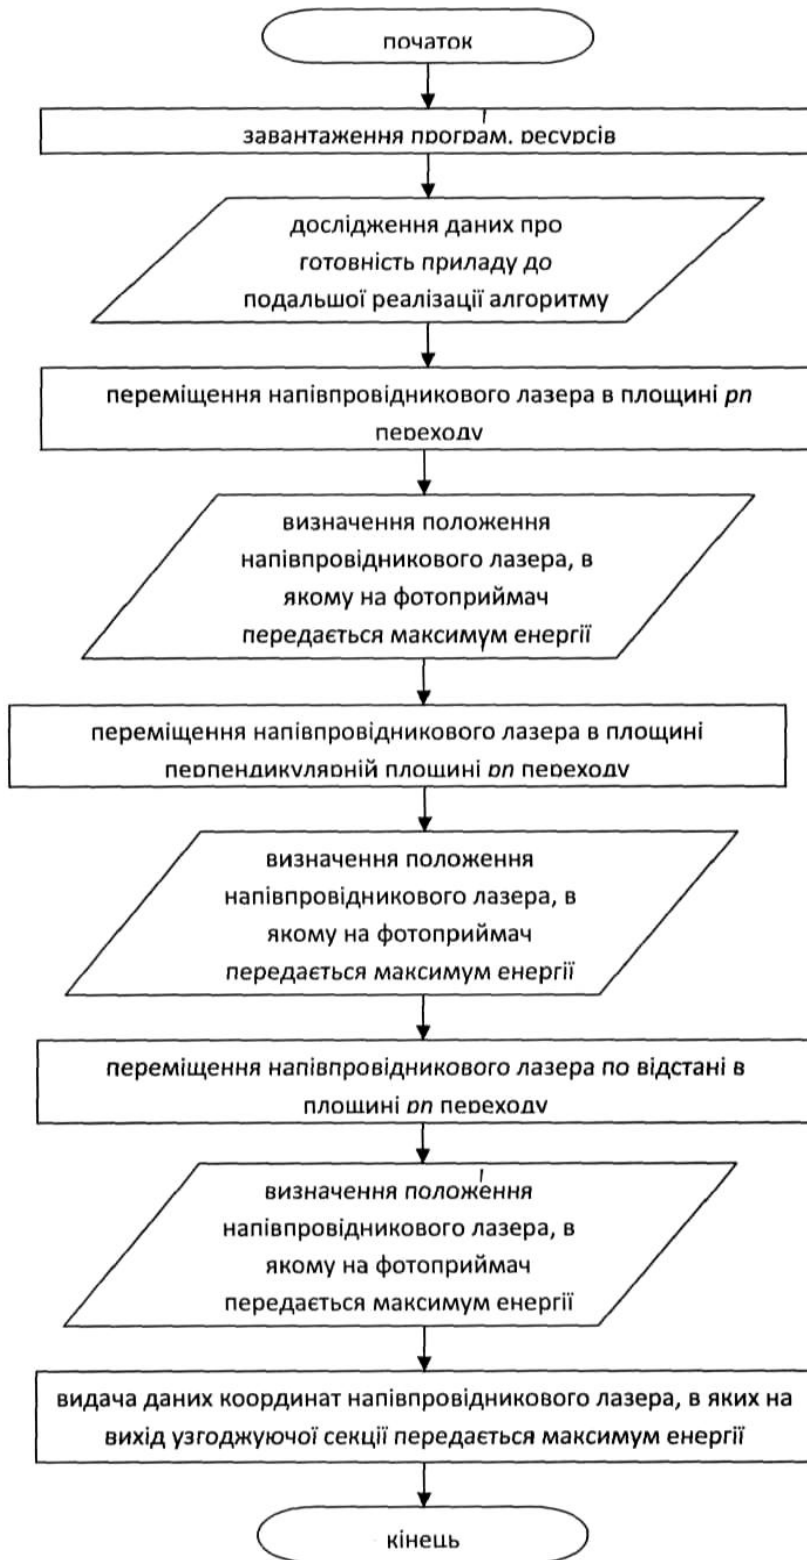 початок
завантаження програм. ресурсів
дослідження даних про
готовність приладу до
подальшої реалізації алгоритму
переміщення напівпровідникового лазера в площині pn
переходу
визначення положення
напівпровідникового лазера, в
якому на фотоприймач
передається максимум енергії
переміщення напівпровідникового лазера в площині
перпендикулярній площині pn переходу
визначення положення
напівпровідникового лазера, в
якому на фотоприймач
передається максимум енергії
переміщення напівпровідникового лазера по відстані в
площині pn переходу
визначення положення
напівпровідникового лазера, в
якому на фотоприймач
передається максимум енергії
видача даних координат напівпровідникового лазера, в яких на
вихід узгоджуючої секції передається максимум енергії
кінець